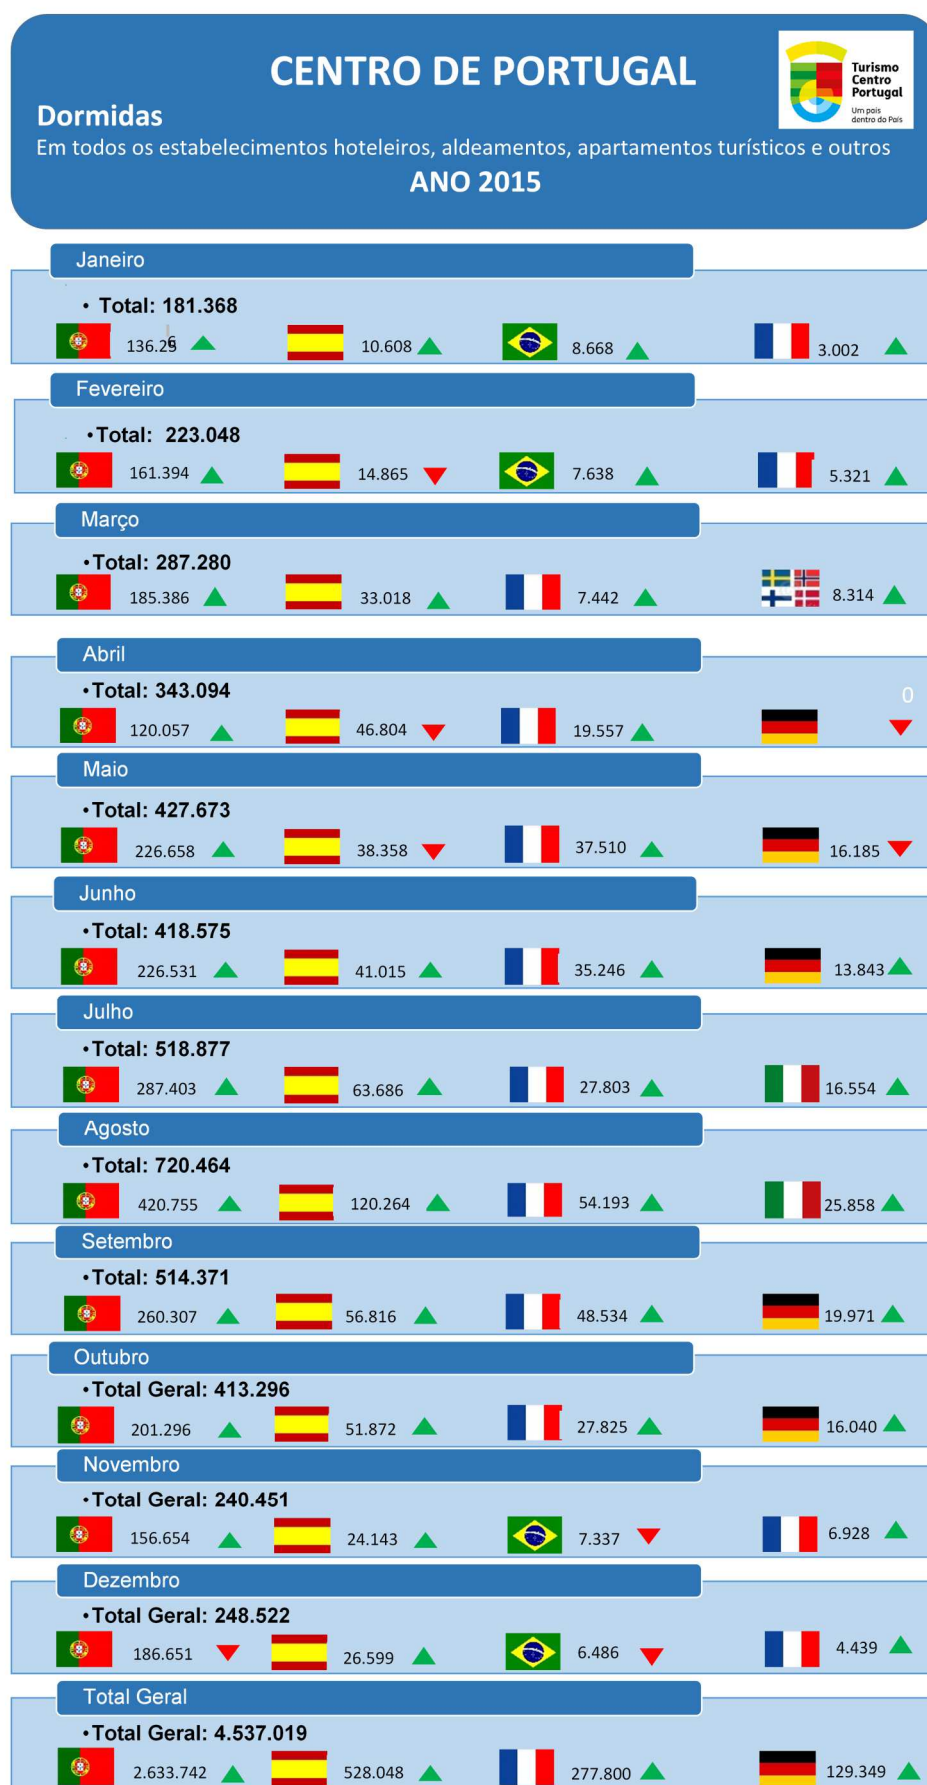 CENTRO DE PORTUGAL
Turismo
Centro
Portugal
Um país
dentro do País
Dormidas
Em todos os estabelecimentos hoteleiros, aldeamentos, apartamentos turísticos e outros
ANO 2015
Janeiro
• Total: 181.368
136.256 10.608 8.668 3.002
Fevereiro
•Total: 223.048
161.394 14.865 7.638 5.321
Março
•Total: 287.280
185.386 33.018 7.442 8.314
Abril
•Total: 343.094
0
120.057 46.804 19.557
Maio
•Total: 427.673
226.658 38.358 37.510 16.185
Junho
•Total: 418.575
226.531 41.015 35.246 13.843
Julho
•Total: 518.877
287.403 63.686 27.803 16.554
Agosto
•Total: 720.464
420.755 120.264 54.193 25.858
Setembro
•Total: 514.371
260.307 56.816 48.534 19.971
Outubro
•Total Geral: 413.296
201.296 51.872 27.825 16.040
Novembro
•Total Geral: 240.451
156.654 24.143 7.337 6.928
Dezembro
•Total Geral: 248.522
186.651 26.599 6.486 4.439
Total Geral
•Total Geral: 4.537.019
2.633.742 528.048 277.800 129.349